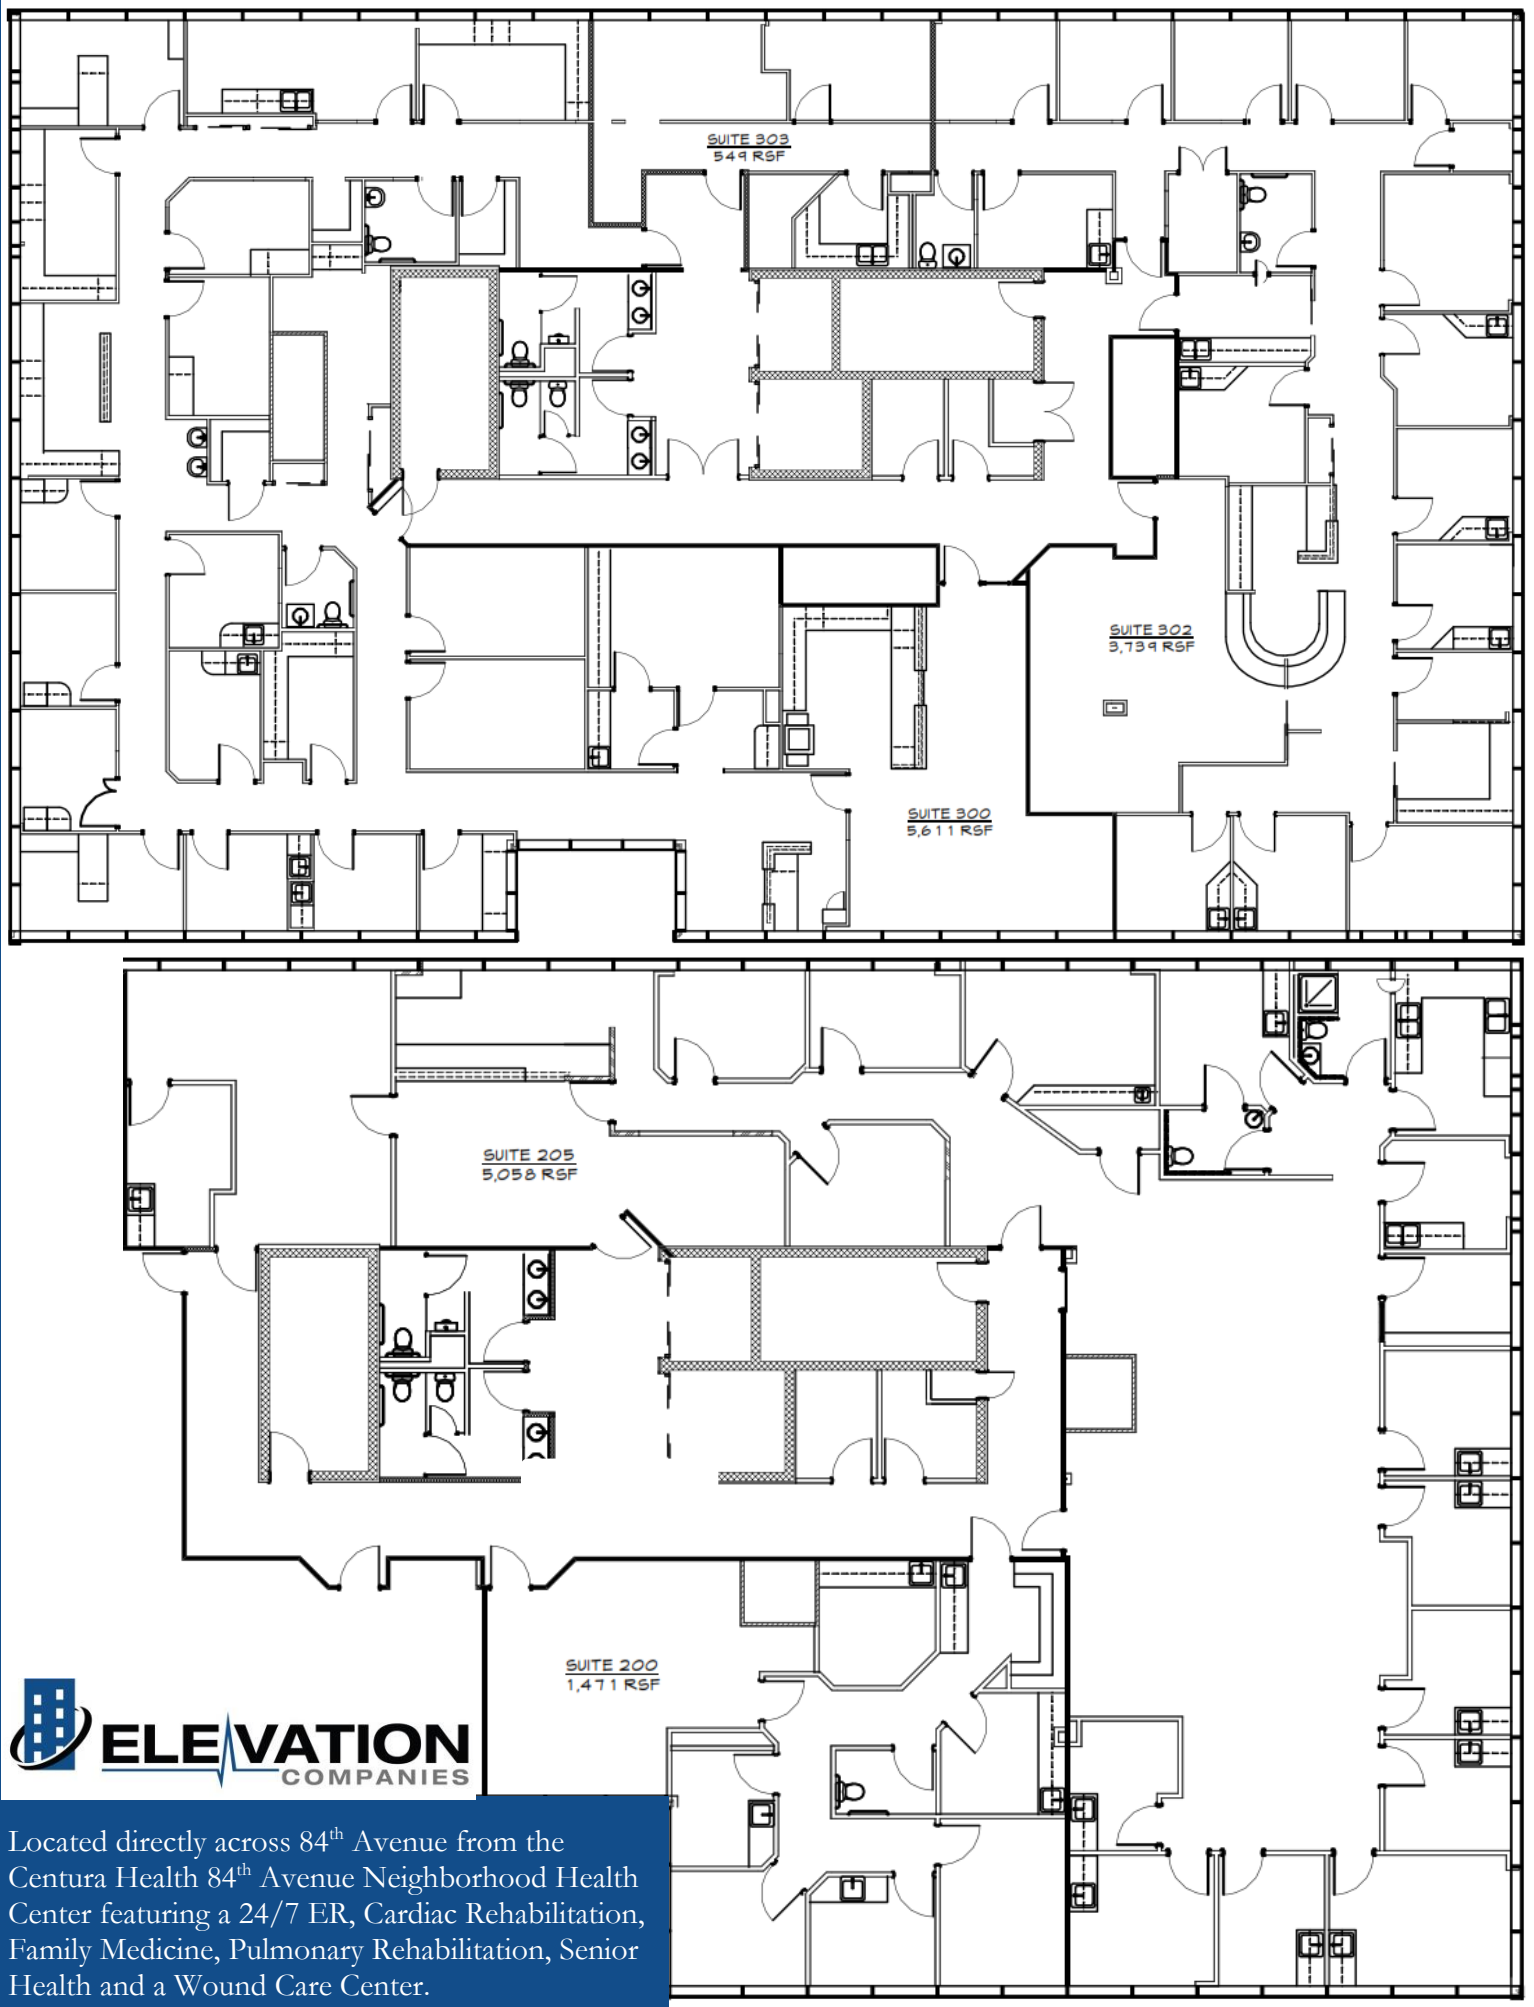 SUITE 303
549 RSF
SUITE 302
3,739 RSF
SUITE 300
5,611 RSF
SUITE 205
5,058 RSF
SUITE 200
1,471 RSF
ELEVATION
COMPANIES
Located directly across 84th Avenue from the
Centura Health 84th Avenue Neighborhood Health
Center featuring a 24/7 ER, Cardiac Rehabilitation,
Family Medicine, Pulmonary Rehabilitation, Senior
Health and a Wound Care Center.